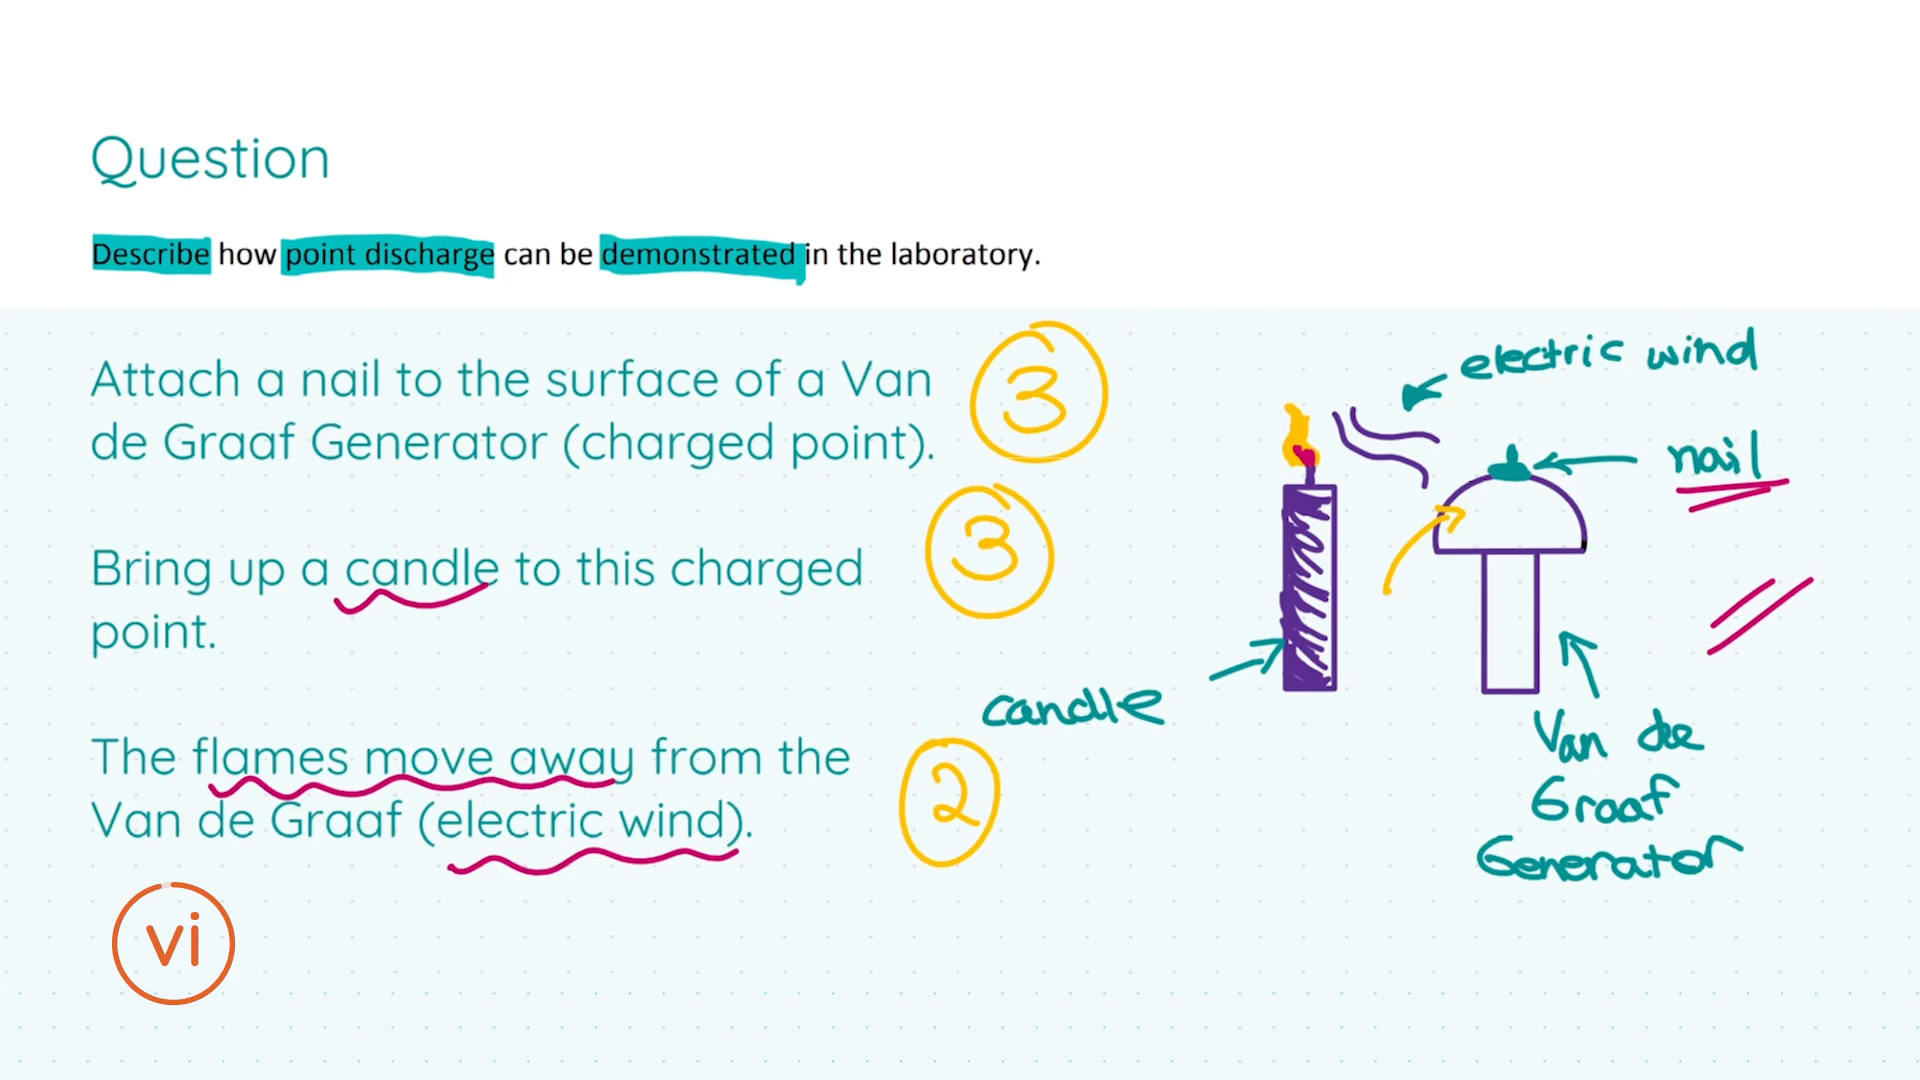 Question
Describe how point discharge can be demonstrated in the laboratory.
Attach a nail to the surface of a Van
de Graaf Generator (charged point).
3
Bring up a candle to this charged
point.
3
The flames move away from the
Van de Graaf (electric wind).
2
electric wind
nail
candle
Van de
Graaf
Generator
vi